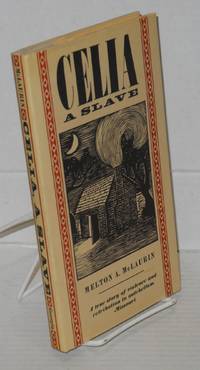 McLAURIN CELIA, A SLAVE
CELIA
A SLAVE
MELTON A. McLAURIN
A true story of violence and
retribution in antebellum
Missouri